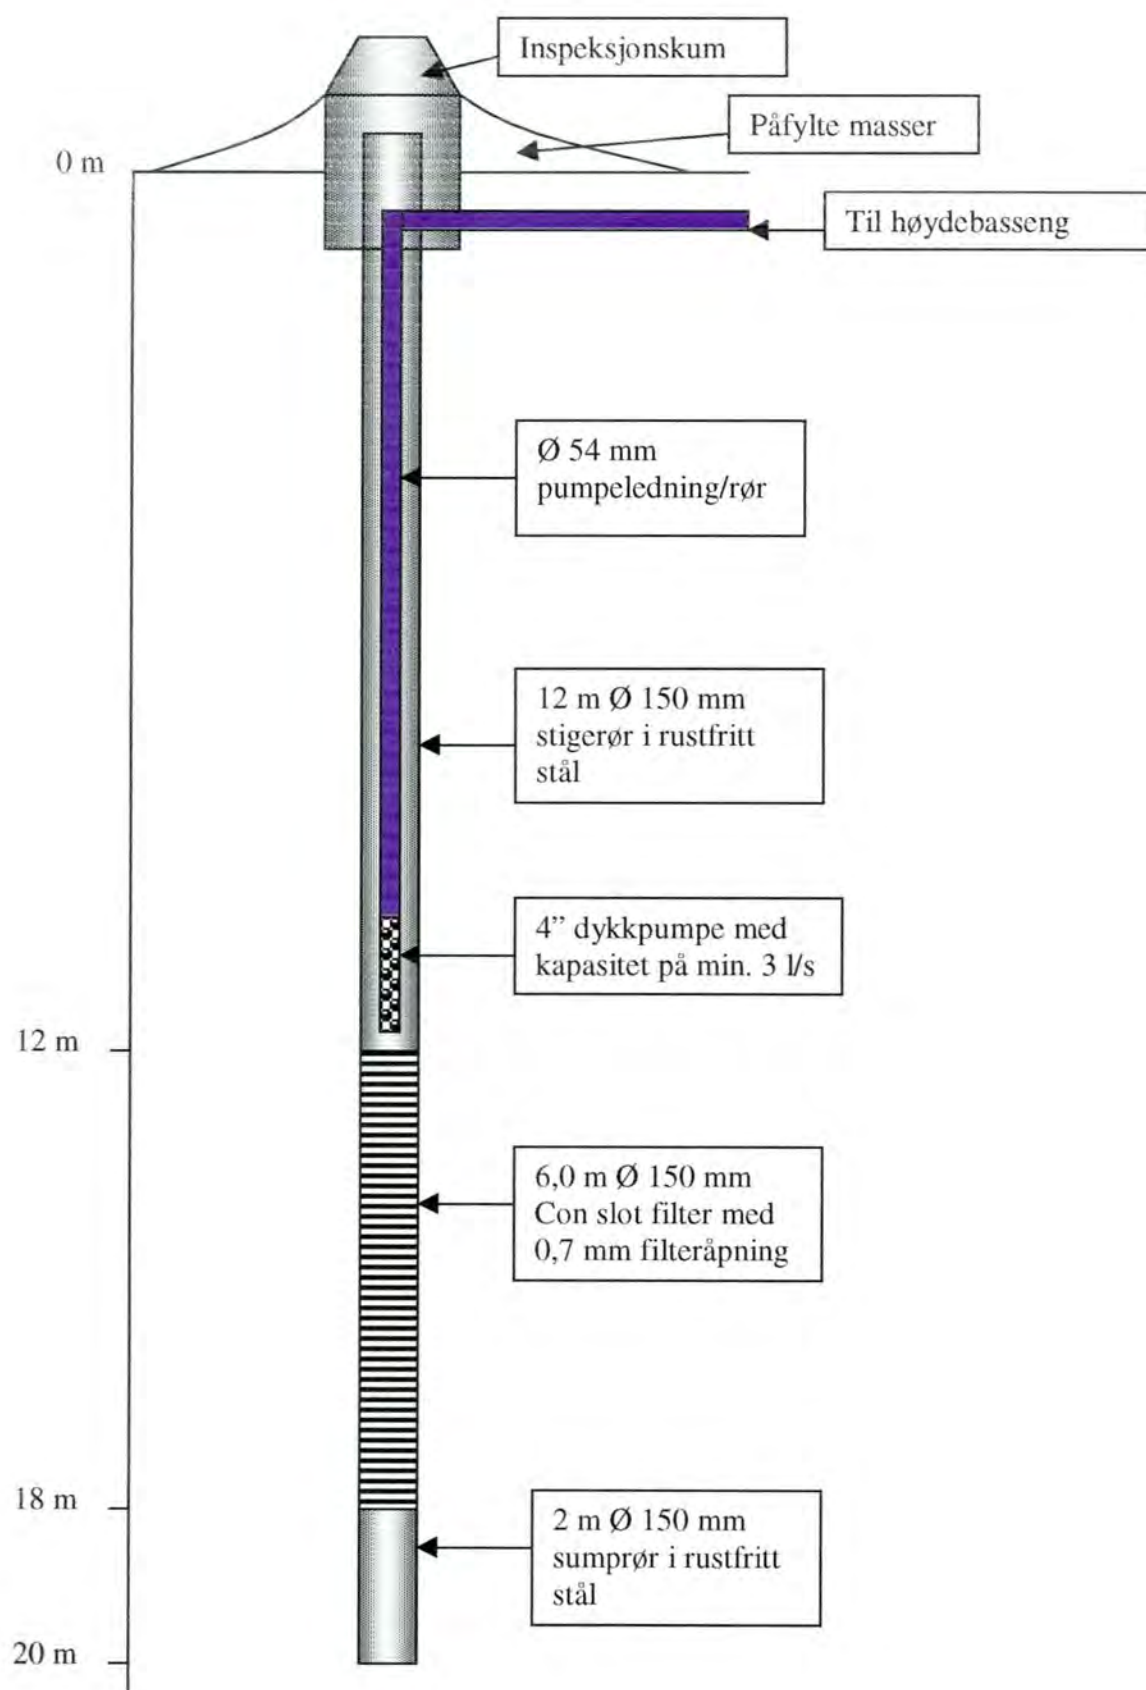 Inspeksjonskum
Påfylte masser
0 m
Til høydebasseng
Ø 54 mm
pumpeledning/rør
12 m Ø 150 mm
stigerør i rustfritt
stål
4” dykkpumpe med
kapasitet på min. 3 l/s
12 m
6,0 m Ø 150 mm
Con slot filter med
0,7 mm filteråpning
18 m
2 m Ø 150 mm
sumprør i rustfritt
stål
20 m